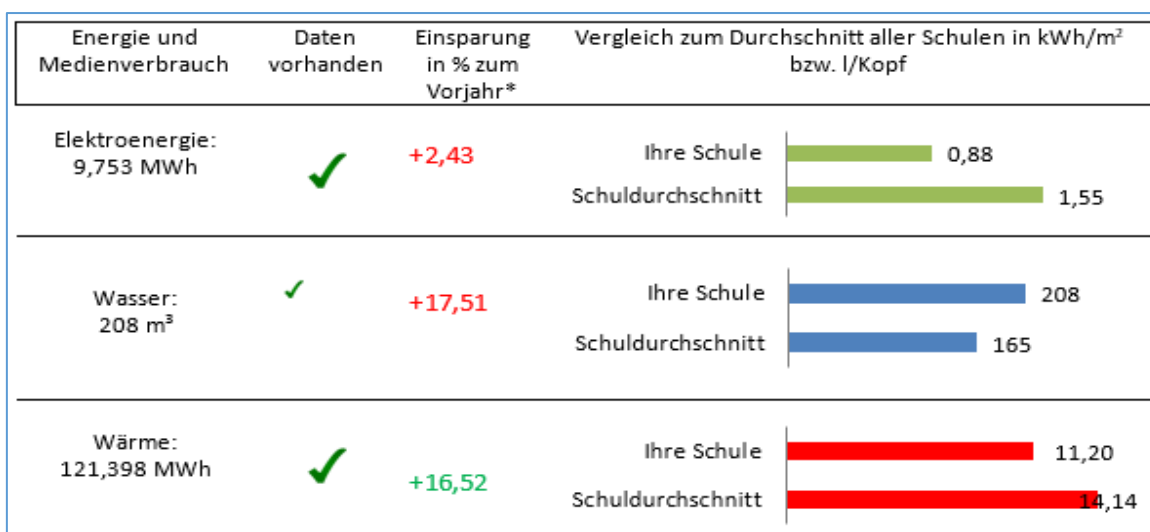 Energie und
Medienverbrauch
Daten
vorhanden
Einsparung
in % zum
Vorjahr*
Vergleich zum Durchschnitt aller Schulen in kWh/m²
bzw. l/Kopf
Elektroenergie:
9,753 MWh
+2,43
Ihre Schule
0,88
Schuldurchschnitt
1,55
Wasser:
208 m³
+17,51
Ihre Schule
208
Schuldurchschnitt
165
Wärme:
121,398 MWh
+16,52
Ihre Schule
11,20
Schuldurchschnitt
14,14